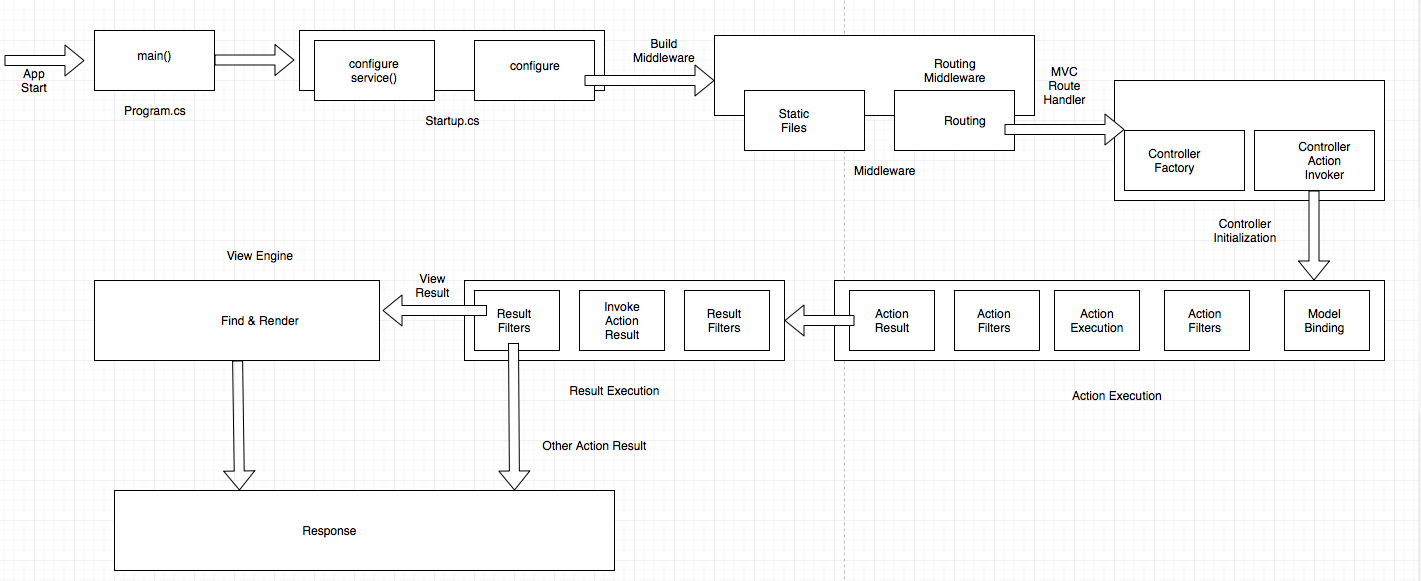 App
Start
main()
Program.cs
configure
service()
configure
Startup.cs
Build
Middleware
Routing
Middleware
Static
Files
Routing
Middleware
MVC
Route
Handler
Controller
Factory
Controller
Action
Invoker
Controller
Initialization
View Engine
Find & Render
View
Result
Result
Filters
Invoke
Action
Result
Result
Filters
Result Execution
Action
Result
Action
Filters
Action
Execution
Action
Filters
Model
Binding
Action Execution
Other Action Result
Response